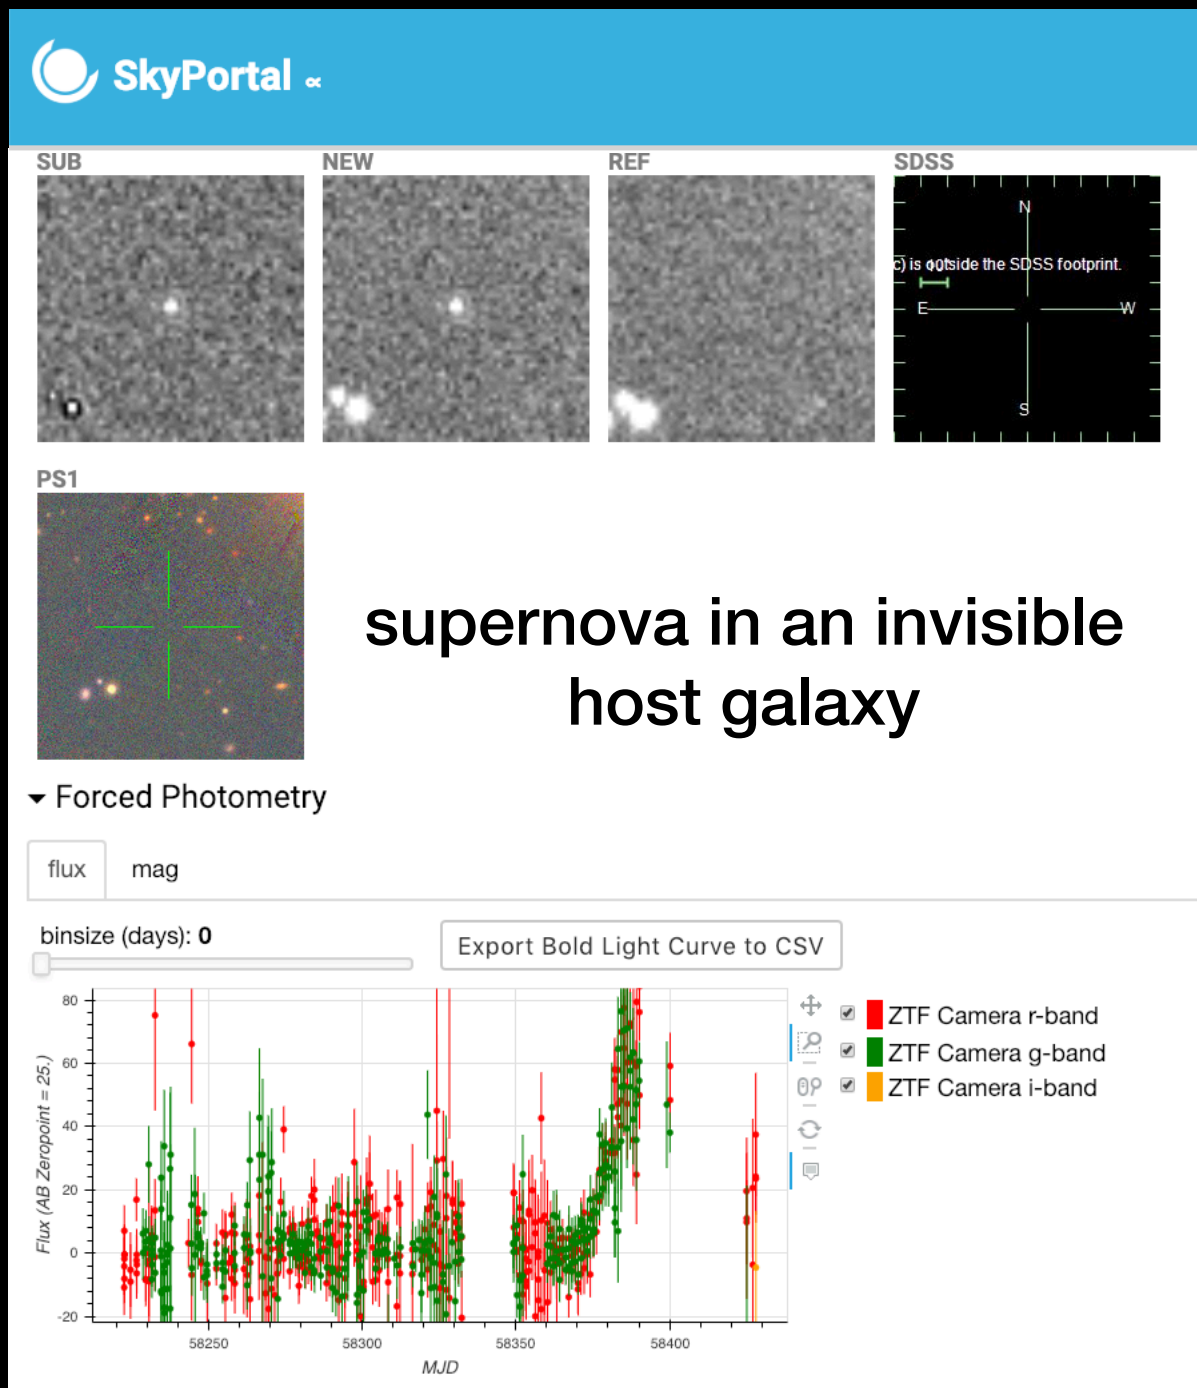 SkyPortal α
SUB
NEW
REF
SDSS
N
c) is outside the SDSS footprint.
10"
E
W
S
PS1
supernova in an invisible
host galaxy
Forced Photometry
flux
mag
binsize (days): 0
Export Bold Light Curve to CSV
80
60
40
20
0
-20
Flux (AB Zeropoint = 25.)
58250
58300
58350
58400
MJD
ZTF Camera r-band
ZTF Camera g-band
ZTF Camera i-band